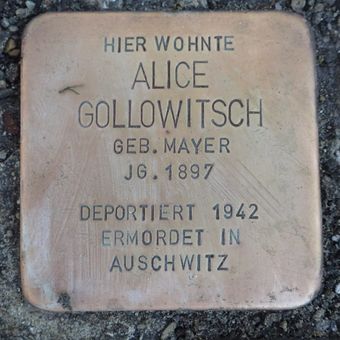 HIER WOHNTE
ALICE
GOLLOWITSCH
GEB. MAYER
JG. 1897
DEPORTIERT 1942
ERMORDET IN
AUSCHWITZ